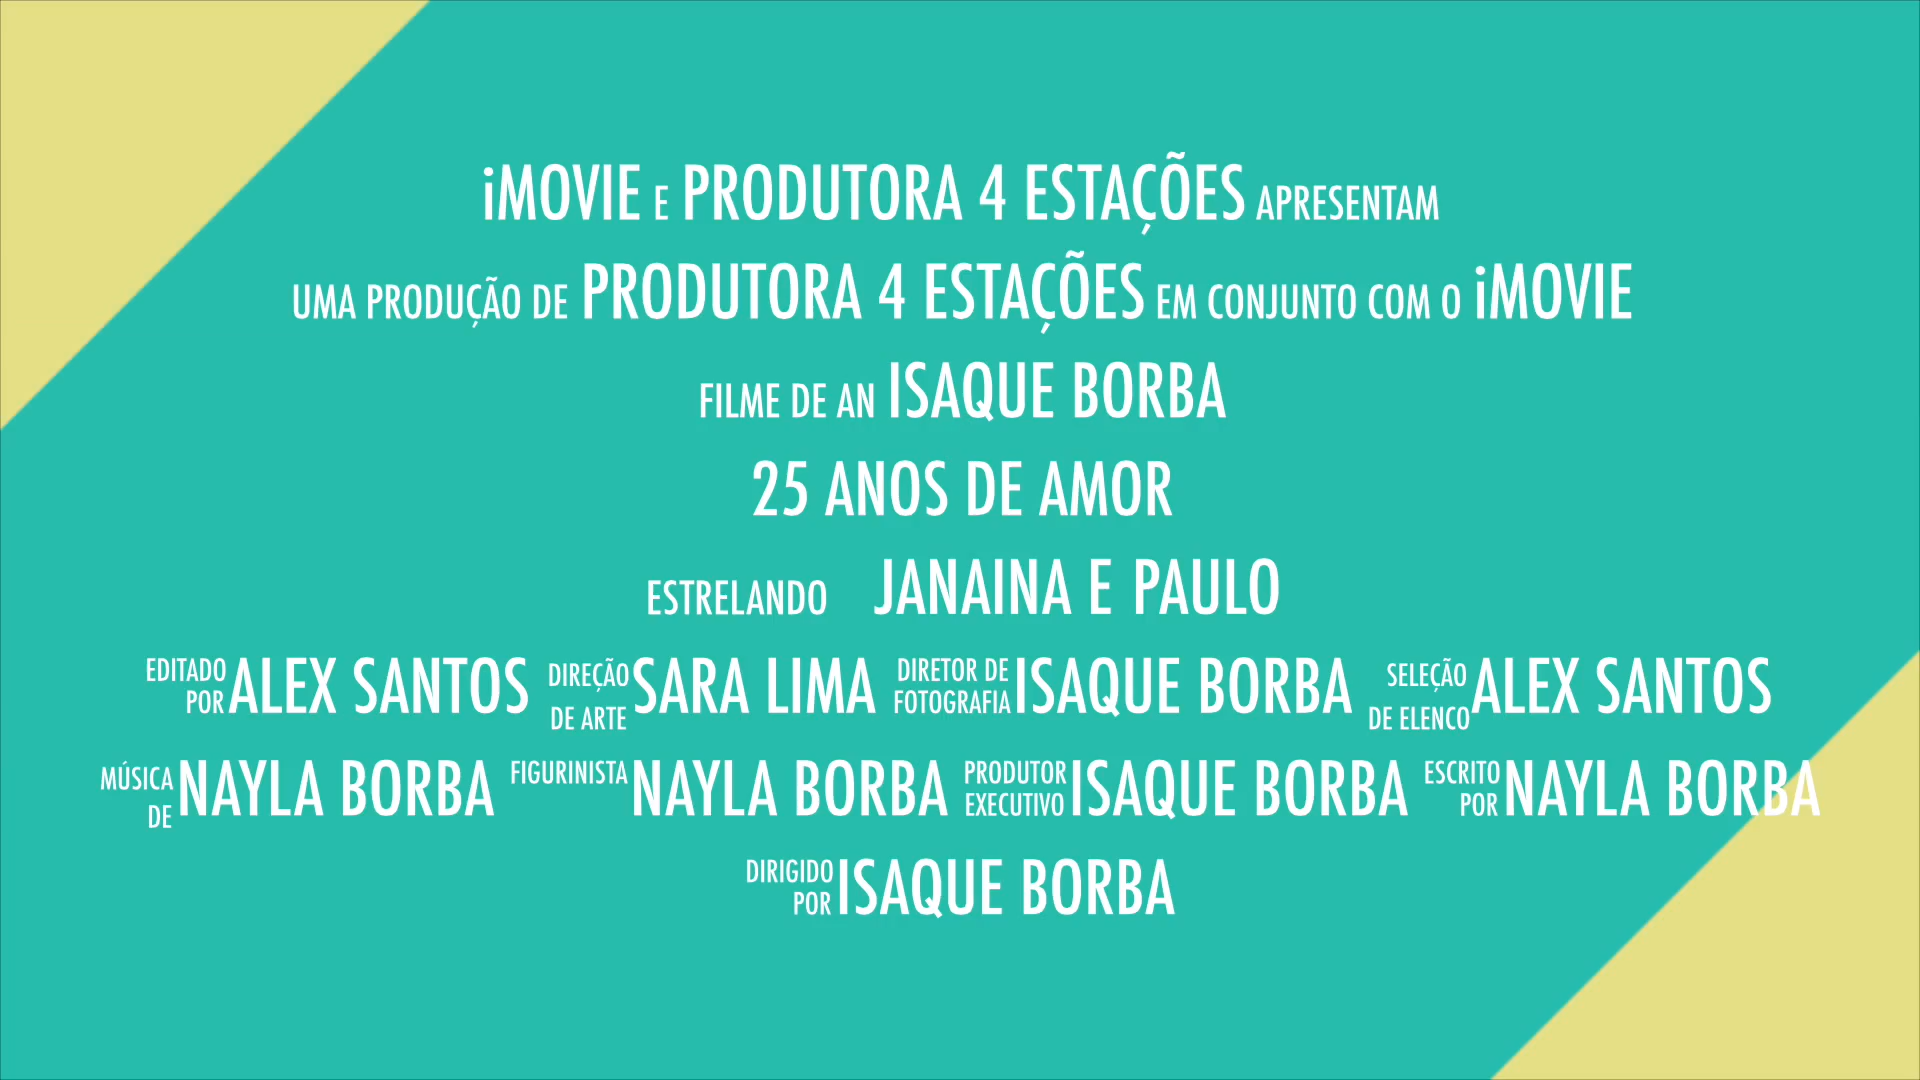 iMOVIE E PRODUTORA 4 ESTAÇÕES APRESENTAM
UMA PRODUÇÃO DE PRODUTORA 4 ESTAÇÕES EM CONJUNTO COM O iMOVIE
FILME DE AN ISAQUE BORBA
25 ANOS DE AMOR
ESTRELANDO JANAINA E PAULO
EDITADO POR ALEX SANTOS DIREÇÃO DE ARTE SARA LIMA DIRETOR DE FOTOGRAFIA ISAQUE BORBA SELEÇÃO DE ELENCO ALEX SANTOS
MÚSICA DE NAYLA BORBA FIGURINISTA NAYLA BORBA PRODUTOR EXECUTIVO ISAQUE BORBA ESCRITO POR NAYLA BORBA
DIRIGIDO POR ISAQUE BORBA